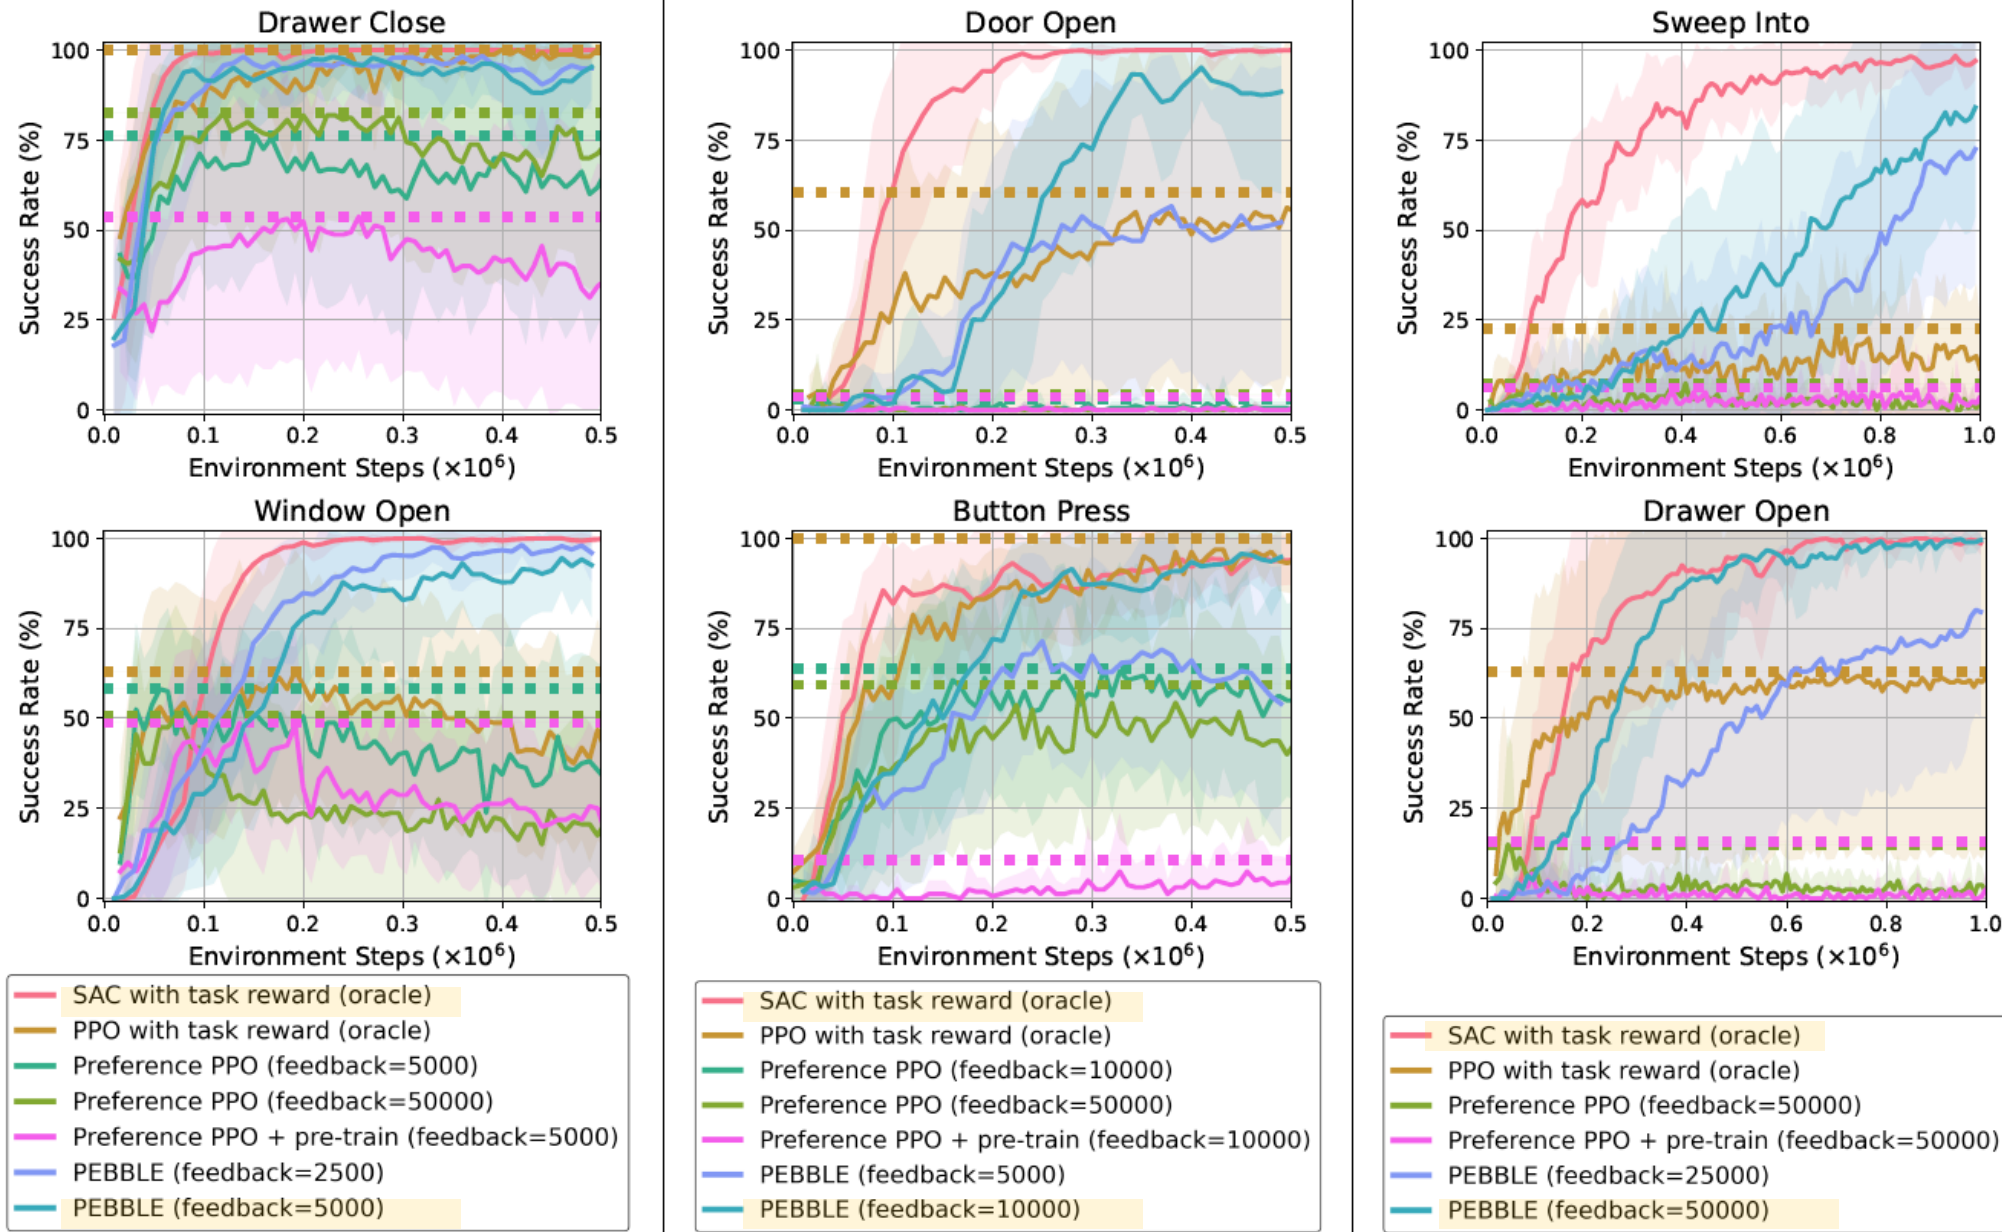 Drawer Close
100
75
50
25
0
Success Rate (%)
0.0 0.1 0.2 0.3 0.4 0.5
Environment Steps (×10⁶)
Window Open
100
75
50
25
0
Success Rate (%)
0.0 0.1 0.2 0.3 0.4 0.5
Environment Steps (×10⁶)
SAC with task reward (oracle)
PPO with task reward (oracle)
Preference PPO (feedback=5000)
Preference PPO (feedback=50000)
Preference PPO + pre-train (feedback=5000)
PEBBLE (feedback=2500)
PEBBLE (feedback=5000)
Door Open
100
75
50
25
0
Success Rate (%)
0.0 0.1 0.2 0.3 0.4 0.5
Environment Steps (×10⁶)
Button Press
100
75
50
25
0
Success Rate (%)
0.0 0.1 0.2 0.3 0.4 0.5
Environment Steps (×10⁶)
SAC with task reward (oracle)
PPO with task reward (oracle)
Preference PPO (feedback=10000)
Preference PPO (feedback=50000)
Preference PPO + pre-train (feedback=10000)
PEBBLE (feedback=5000)
PEBBLE (feedback=10000)
Sweep Into
100
75
50
25
0
Success Rate (%)
0.0 0.2 0.4 0.6 0.8 1.0
Environment Steps (×10⁶)
Drawer Open
100
75
50
25
0
Success Rate (%)
0.0 0.2 0.4 0.6 0.8 1.0
Environment Steps (×10⁶)
SAC with task reward (oracle)
PPO with task reward (oracle)
Preference PPO (feedback=50000)
Preference PPO + pre-train (feedback=50000)
PEBBLE (feedback=25000)
PEBBLE (feedback=50000)